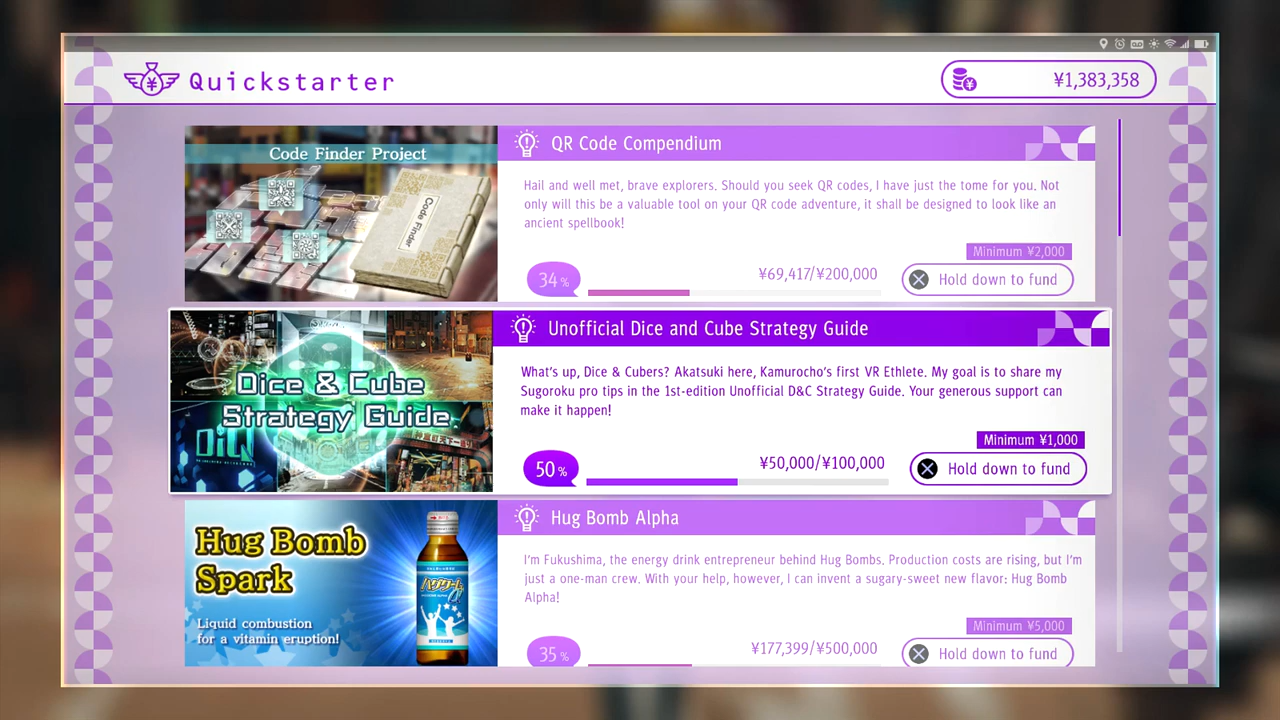 Quickstarter
¥1,383,358
Code Finder Project
Code Finder
QR Code Compendium
Hail and well met, brave explorers. Should you seek QR codes, I have just the tome for you. Not
only will this be a valuable tool on your QR code adventure, it shall be designed to look like an
ancient spellbook!
Minimum ¥2,000
34%
¥69,417/¥200,000
Hold down to fund
Dice & Cube
Strategy Guide
Unofficial Dice and Cube Strategy Guide
What's up, Dice & Cubers? Akatsuki here, Kamurocho's first VR Ethlete. My goal is to share my
Sugoroku pro tips in the 1st-edition Unofficial D&C Strategy Guide. Your generous support can
make it happen!
Minimum ¥1,000
50%
¥50,000/¥100,000
Hold down to fund
Hug Bomb
Spark
Liquid combustion
for a vitamin eruption!
Hug Bomb Alpha
I'm Fukushima, the energy drink entrepreneur behind Hug Bombs. Production costs are rising, but I'm
just a one-man crew. With your help, however, I can invent a sugary-sweet new flavor: Hug Bomb
Alpha!
Minimum ¥5,000
35%
¥177,399/¥500,000
Hold down to fund